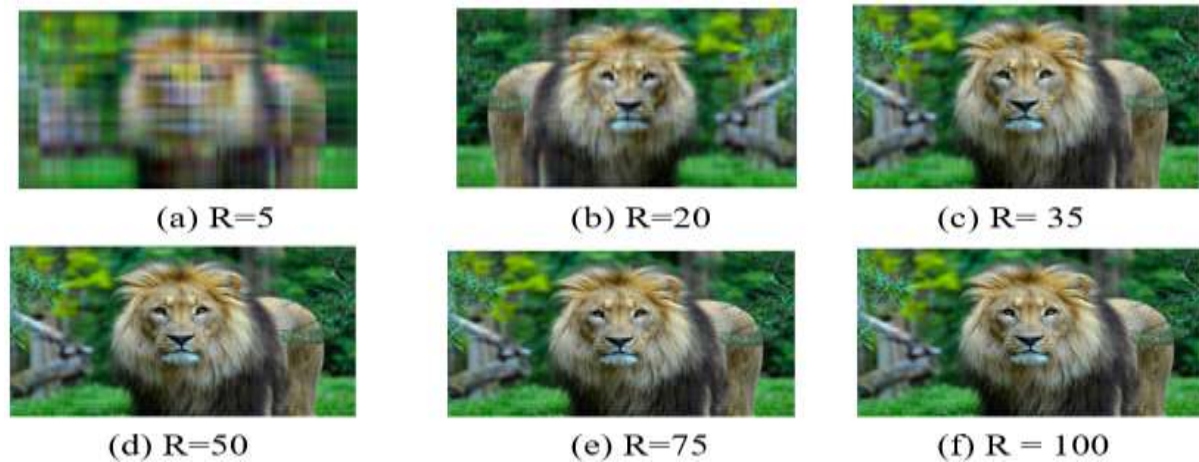 (a) R=5
(b) R=20
(c) R= 35
(d) R=50
(e) R=75
(f) R = 100